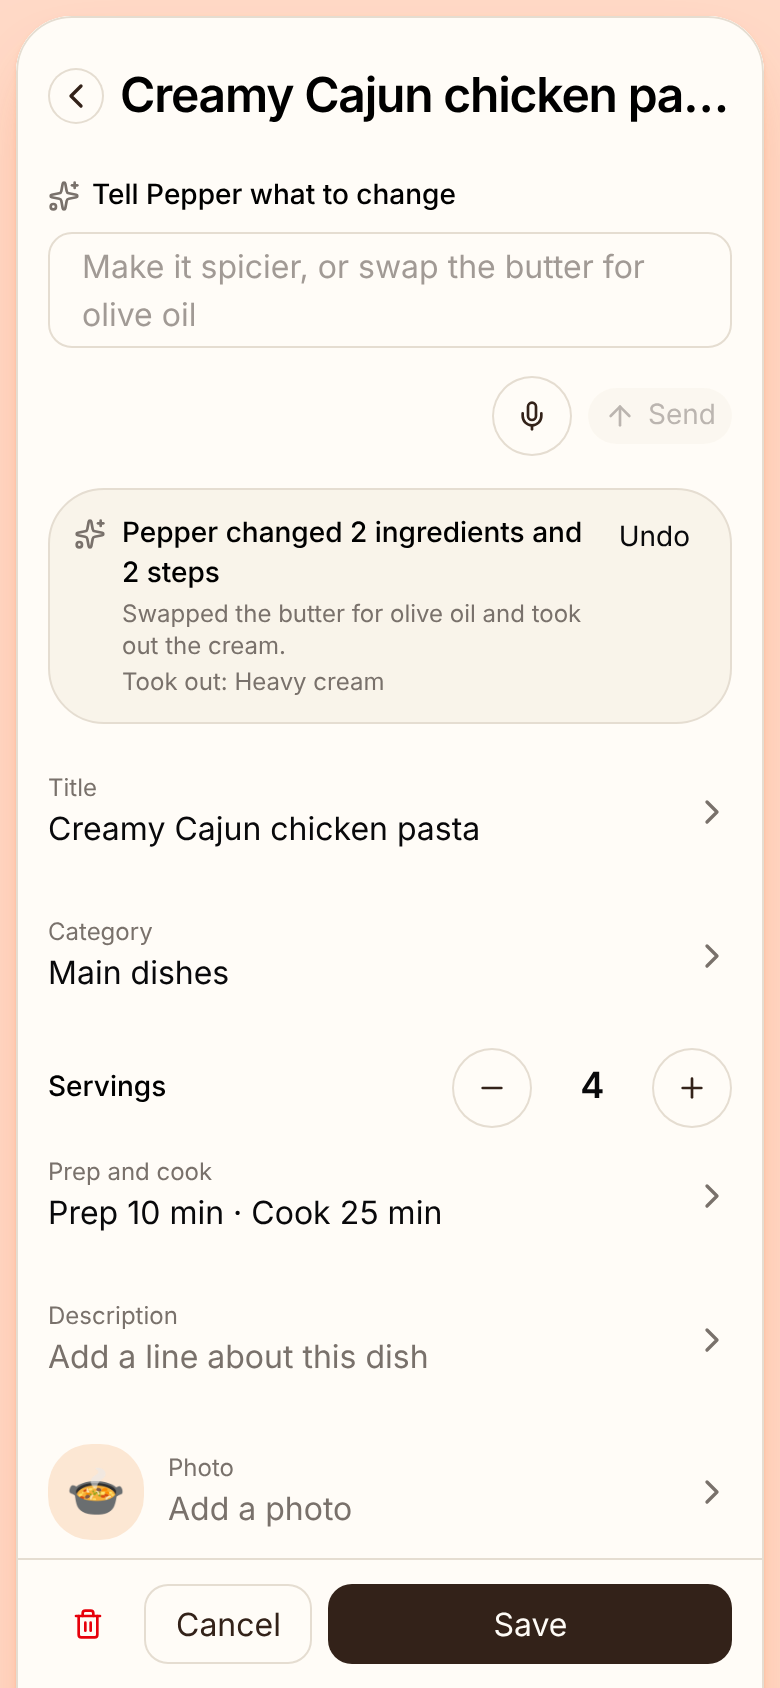 Creamy Cajun chicken pa...
Tell Pepper what to change
Make it spicier, or swap the butter for
olive oil
Send
Pepper changed 2 ingredients and
2 steps
Undo
Swapped the butter for olive oil and took
out the cream.
Took out: Heavy cream
Title
Creamy Cajun chicken pasta
Category
Main dishes
Servings
4
Prep and cook
Prep 10 min · Cook 25 min
Description
Add a line about this dish
Photo
Add a photo
Cancel
Save